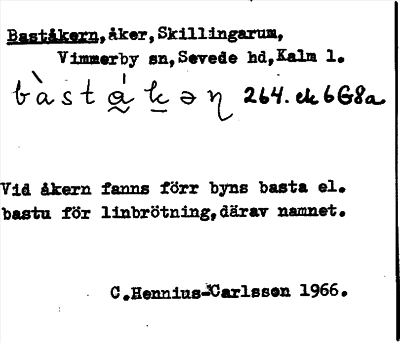 Baståkern, åker, Skillingarum,
Vimmerby sn, Sevede hd, Kalm l.
bàstǻkəη 264. ek 6G8a
Vid åkern fanns förr byns basta el.
bastu för linbrötning, därav namnet.
C. Hennius-Carlsson 1966.